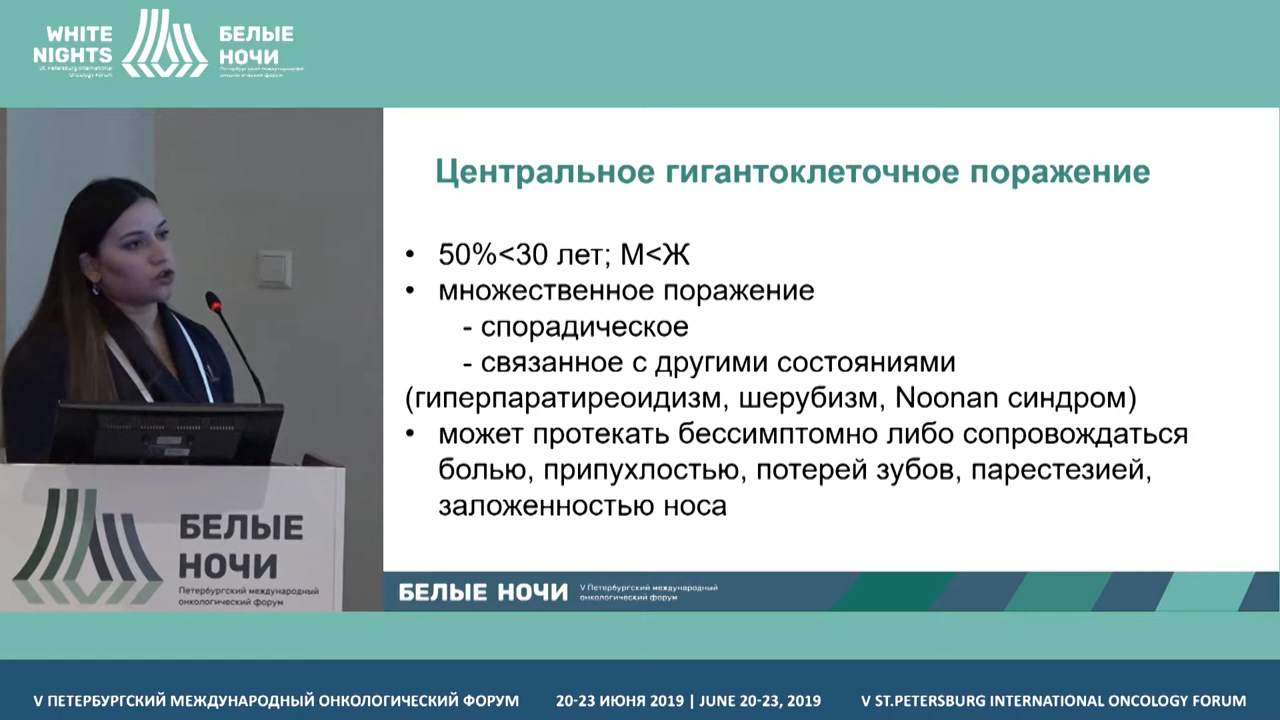 WHITE
NIGHTS
St. Petersburg International
Oncology Forum
БЕЛЫЕ
НОЧИ
Петербургский международный
онкологический форум
Центральное гигантоклеточное поражение
• 50%<30 лет; М<Ж
• множественное поражение
- спорадическое
- связанное с другими состояниями
(гиперпаратиреоидизм, шерубизм, Noonan синдром)
• может протекать бессимптомно либо сопровождаться
болью, припухлостью, потерей зубов, парестезией,
заложенностью носа
БЕЛЫЕ
НОЧИ
Петербургский международный
онкологический форум
БЕЛЫЕ НОЧИ
V Петербургский международный
онкологический форум
V ПЕТЕРБУРГСКИЙ МЕЖДУНАРОДНЫЙ ОНКОЛОГИЧЕСКИЙ ФОРУМ
20-23 ИЮНЯ 2019 | JUNE 20-23, 2019
V ST.PETERSBURG INTERNATIONAL ONCOLOGY FORUM